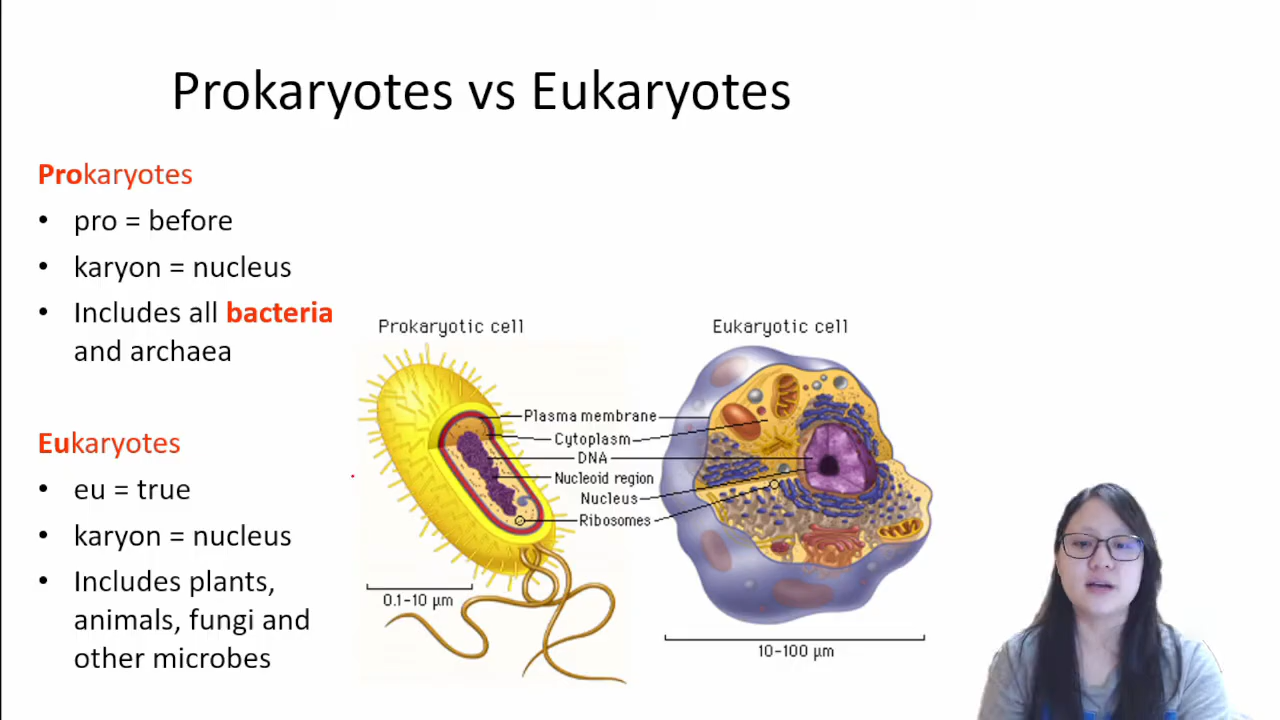 Prokaryotes vs Eukaryotes
Prokaryotes
• pro = before
• karyon = nucleus
• Includes all bacteria
and archaea
Eukaryotes
• eu = true
• karyon = nucleus
• Includes plants,
animals, fungi and
other microbes
Prokaryotic cell
Eukaryotic cell
Plasma membrane
Cytoplasm
DNA
Nucleoid region
Nucleus
Ribosomes
0.1–10 µm
10–100 µm